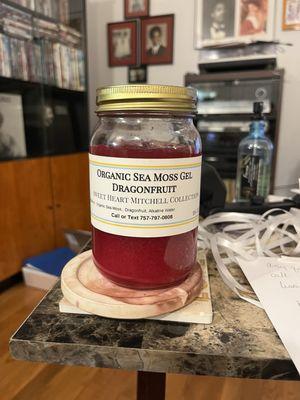 Organic Sea Moss Gel
Dragonfruit
Sweet Heart Mitchell Collection
Organic Sea Moss, Dragonfruit, Alkaline Water
Call or Text 757-797-0808
call